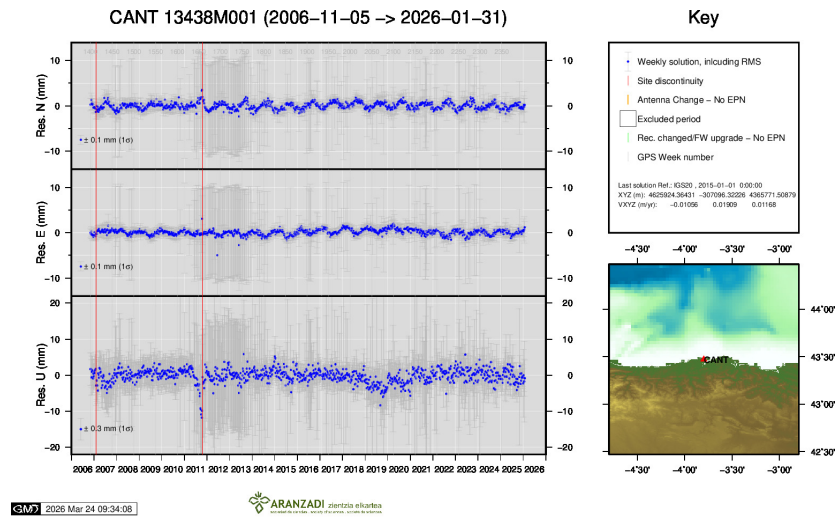 CANT 13438M001 (2006−11−05 −> 2026−01−31)
Key
Res. N (mm)
10
0
−10
± 0.1 mm (1σ)
10
0
−10
Res. E (mm)
10
0
−10
± 0.1 mm (1σ)
10
0
−10
Res. U (mm)
20
10
0
−10
−20
± 0.3 mm (1σ)
20
10
0
−10
−20
2006 2007 2008 2009 2010 2011 2012 2013 2014 2015 2016 2017 2018 2019 2020 2021 2022 2023 2024 2025 2026
Weekly solution, inlcuding RMS
Site discontinuity
Antenna Change − No EPN
Excluded period
Rec. changed/FW upgrade − No EPN
GPS Week number
Last solution Ref.: IGS20 , 2015−01−01 0:00:00
XYZ (m): 4625924.36431 −307096.32226 4365771.50879
VXYZ (m/yr): −0.01056 0.01909 0.01168
−4°30' −4°00' −3°30' −3°00'
44°00'
43°30'
43°00'
42°30'
CANT
−4°30' −4°00' −3°30' −3°00'
GMD 2026 Mar 24 09:34:08
ARANZADI zientzia elkartea